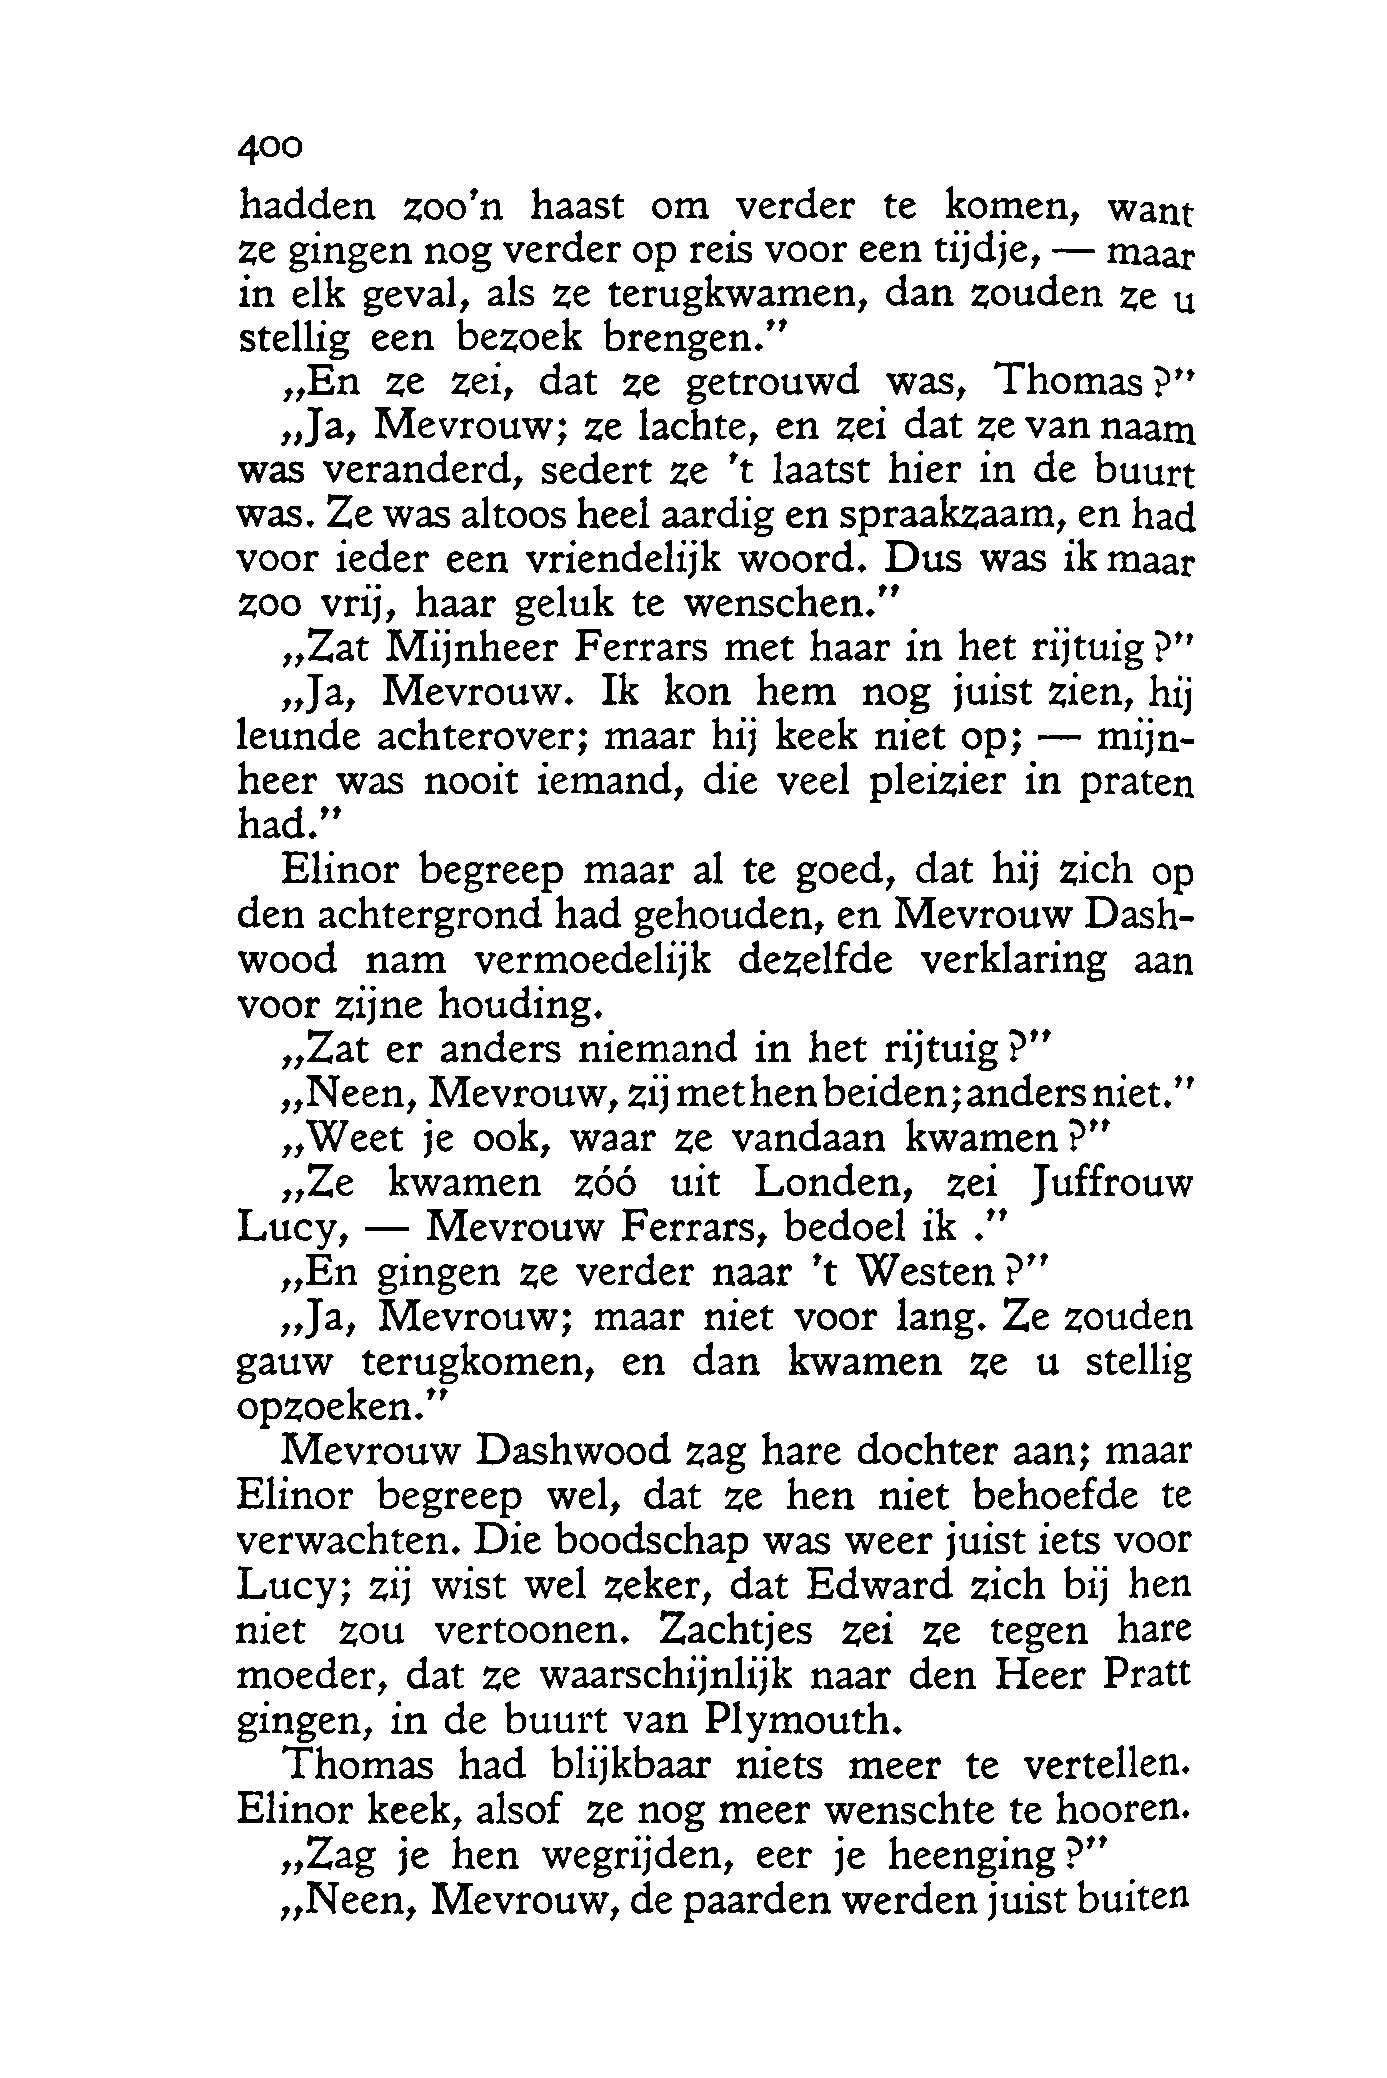 400
hadden zoo'n haast om verder te komen, want
ze gingen nog verder op reis voor een tijdje, — maar
in elk geval, als ze terugkwamen, dan zouden ze u
stellig een bezoek brengen.”
„En ze zei, dat ze getrouwd was, Thomas?”
„Ja, Mevrouw; ze lachte, en zei dat ze van naam
was veranderd, sedert ze 't laatst hier in de buurt
was. Ze was altoos heel aardig en spraakzaam, en had
voor ieder een vriendelijk woord. Dus was ik maar
zoo vrij, haar geluk te wenschen.”
„Zat Mijnheer Ferrars met haar in het rijtuig?”
„Ja, Mevrouw. Ik kon hem nog juist zien, hij
leunde achterover; maar hij keek niet op; — mijn-
heer was nooit iemand, die veel pleizier in praten
had.”
Elinor begreep maar al te goed, dat hij zich op
den achtergrond had gehouden, en Mevrouw Dash-
wood nam vermoedelijk dezelfde verklaring aan
voor zijne houding.
„Zat er anders niemand in het rijtuig?”
„Neen, Mevrouw, zij met hen beiden; anders niet.”
„Weet je ook, waar ze vandaan kwamen?”
„Ze kwamen zóó uit Londen, zei Juffrouw
Lucy, — Mevrouw Ferrars, bedoel ik .”
„En gingen ze verder naar 't Westen?”
„Ja, Mevrouw; maar niet voor lang. Ze zouden
gauw terugkomen, en dan kwamen ze u stellig
opzoeken.”
Mevrouw Dashwood zag hare dochter aan; maar
Elinor begreep wel, dat ze hen niet behoefde te
verwachten. Die boodschap was weer juist iets voor
Lucy; zij wist wel zeker, dat Edward zich bij hen
niet zou vertoonen. Zachtjes zei ze tegen hare
moeder, dat ze waarschijnlijk naar den Heer Pratt
gingen, in de buurt van Plymouth.
Thomas had blijkbaar niets meer te vertellen.
Elinor keek, alsof ze nog meer wenschte te hooren.
„Zag je hen wegrijden, eer je heenging?”
„Neen, Mevrouw, de paarden werden juist buiten